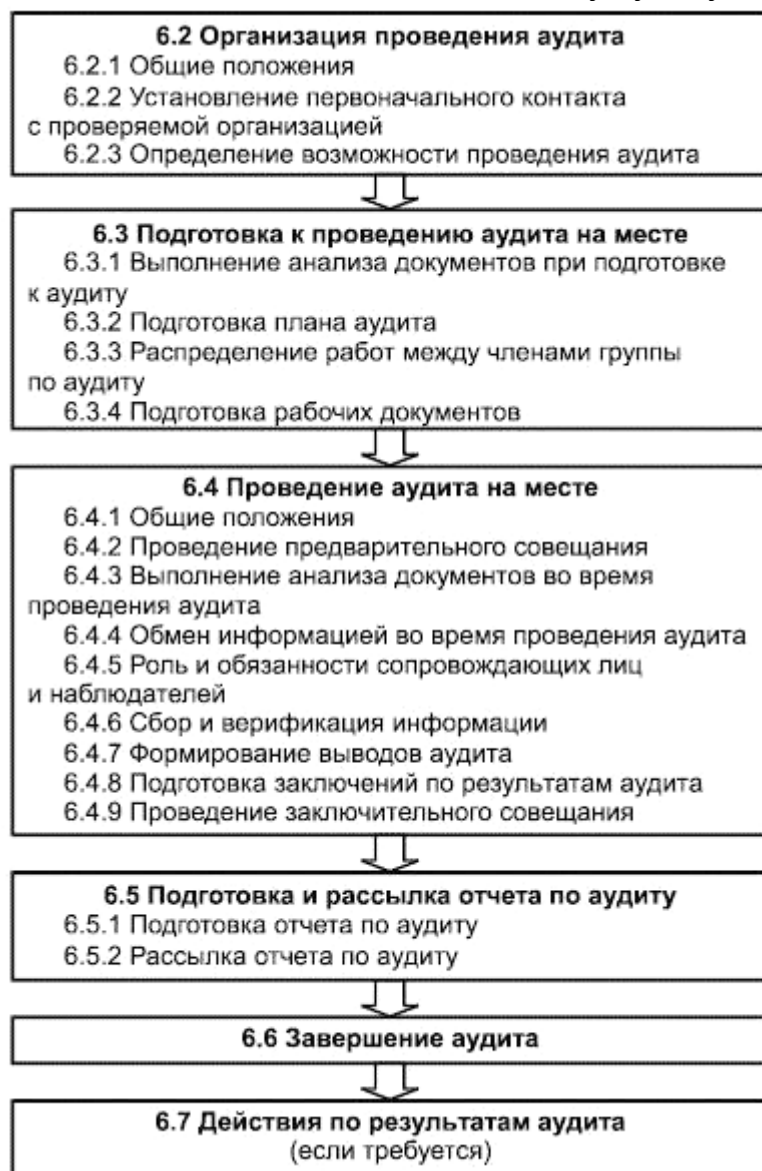 6.2 Организация проведения аудита
6.2.1 Общие положения
6.2.2 Установление первоначального контакта
с проверяемой организацией
6.2.3 Определение возможности проведения аудита
6.3 Подготовка к проведению аудита на месте
6.3.1 Выполнение анализа документов при подготовке
к аудиту
6.3.2 Подготовка плана аудита
6.3.3 Распределение работ между членами группы
по аудиту
6.3.4 Подготовка рабочих документов
6.4 Проведение аудита на месте
6.4.1 Общие положения
6.4.2 Проведение предварительного совещания
6.4.3 Выполнение анализа документов во время
проведения аудита
6.4.4 Обмен информацией во время проведения аудита
6.4.5 Роль и обязанности сопровождающих лиц
и наблюдателей
6.4.6 Сбор и верификация информации
6.4.7 Формирование выводов аудита
6.4.8 Подготовка заключений по результатам аудита
6.4.9 Проведение заключительного совещания
6.5 Подготовка и рассылка отчета по аудиту
6.5.1 Подготовка отчета по аудиту
6.5.2 Рассылка отчета по аудиту
6.6 Завершение аудита
6.7 Действия по результатам аудита
(если требуется)